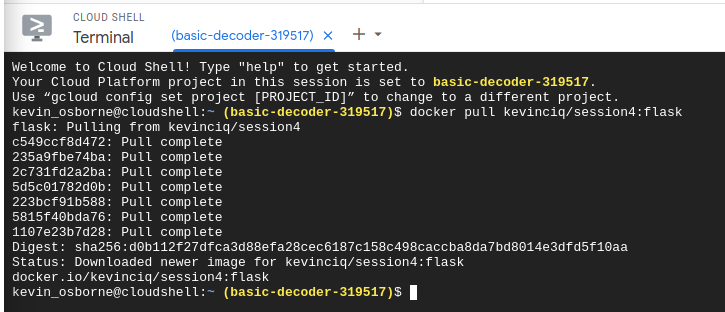 CLOUD SHELL
Terminal
(basic-decoder-319517)
Welcome to Cloud Shell! Type "help" to get started.
Your Cloud Platform project in this session is set to basic-decoder-319517.
Use “gcloud config set project [PROJECT_ID]” to change to a different project.
kevin_osborne@cloudshell:~ (basic-decoder-319517)$ docker pull kevinciq/session4:flask
flask: Pulling from kevinciq/session4
c549ccf8d472: Pull complete
235a9fbe74ba: Pull complete
2c731fd2a2ba: Pull complete
5d5c01782d0b: Pull complete
223bcf91b588: Pull complete
5815f40bda76: Pull complete
1107e23b7d28: Pull complete
Digest: sha256:d0b112f27dfca3d88efa28cec6187c158c498caccba8da7bd8014e3dfd5f10aa
Status: Downloaded newer image for kevinciq/session4:flask
docker.io/kevinciq/session4:flask
kevin_osborne@cloudshell:~ (basic-decoder-319517)$